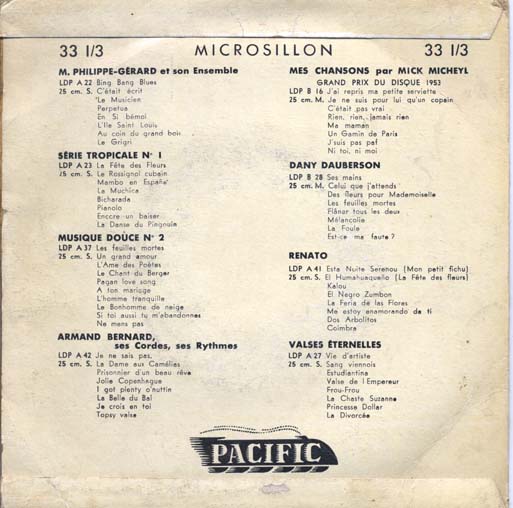 33 1/3 MICROSILLON 33 1/3
M. PHILIPPE-GÉRARD et son Ensemble
LDP A 22 Bing Bang Blues
25 cm. S. C'était écrit
Le Musicien
Perpetua
En Si bémol
L'Ile Saint Louis
Au coin du grand bois
Le Grigri
SÉRIE TROPICALE N° 1
LDP A 23 La Fête des Fleurs
25 cm. S. Le Rossignol cubain
Mambo en España
La Muchica
Bicharada
Pianolo
Encore un baiser
La Danse du Pingouin
MUSIQUE DOUCE N° 2
LDP A 37 Les feuilles mortes
25 cm. S. Un grand amour
L'Ame des Poètes
Le Chant du Berger
Pagan love song
A ton mariage
L'homme tranquille
Le Bonhomme de neige
Si toi aussi tu m'abandonnes
Ne mens pas
ARMAND BERNARD,
ses Cordes, ses Rythmes
LDP A 42 Je ne sais pas
25 cm. S. La Dame aux Camélias
Prisonnier d'un beau rêve
Jolie Copenhague
I got plenty o'nuttin
La Belle du Bal
Je crois en toi
Topsy valse
MES CHANSONS par MICK MICHEYL
GRAND PRIX DU DISQUE 1953
LDP B 16 J'ai repris ma petite serviette
25 cm. M. Je ne suis pour lui qu'un copain
C'était pas vrai
Rien, rien, jamais rien
Ma maman
Un Gamin de Paris
J'suis pas paf
Ni toi, ni moi
DANY DAUBERSON
LDP B 28 Ses mains
25 cm. M. Celui que j'attends
Des fleurs pour Mademoiselle
Les feuilles mortes
Flâner tous les deux
Mélancolie
La Foule
Est-ce ma faute ?
RENATO
LDP A 41 Esta Nuite Serenou (Mon petit fichu)
25 cm. S. El Humahuaqueño (La Fête des fleurs)
Kalou
El Negro Zumbon
La Feria de las Flores
Me estoy enamorando de ti
Dos Arbolitos
Coimbra
VALSES ÉTERNELLES
LDP A 27 Vie d'artiste
25 cm. S. Sang viennois
Estudiantina
Valse de l'Empereur
Frou-Frou
La Chaste Suzanne
Princesse Dollar
La Divorcée
PACIFIC